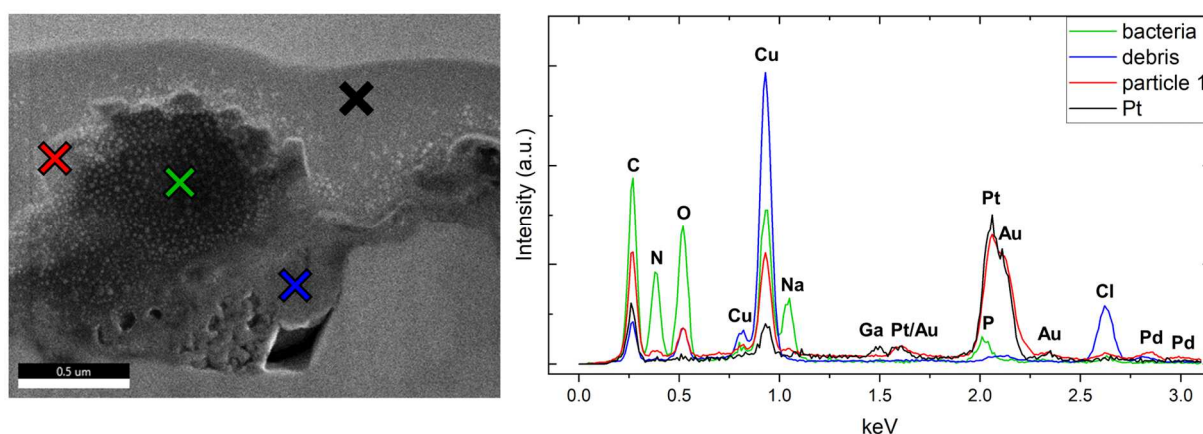 0.5 um
Intensity (a.u.)
C
N
O
Cu
Cu
Na
Ga
Pt/Au
Pt
Au
P
Au
Cl
Pd
Pd
bacteria
debris
particle 1
Pt
0.0
0.5
1.0
1.5
2.0
2.5
3.0
keV